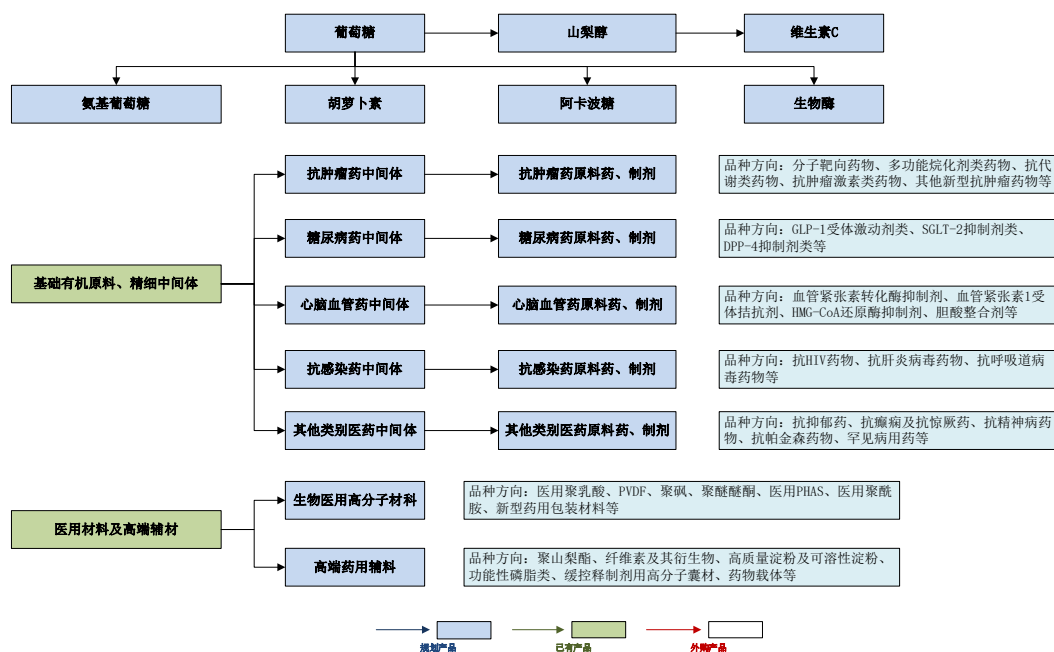 葡萄糖
山梨醇
维生素C
氨基葡萄糖
胡萝卜素
阿卡波糖
生物酶
抗肿瘤药中间体
抗肿瘤药原料药、制剂
品种方向：分子靶向药物、多功能烷化剂类药物、抗代
谢类药物、抗肿瘤激素类药物、其他新型抗肿瘤药物等
糖尿病药中间体
糖尿病药原料药、制剂
品种方向：GLP-1受体激动剂类、SGLT-2抑制剂类、
DPP-4抑制剂类等
基础有机原料、精细中间体
心脑血管药中间体
心脑血管药原料药、制剂
品种方向：血管紧张素转化酶抑制剂、血管紧张素1受
体拮抗剂、HMG-CoA还原酶抑制剂、胆酸整合剂等
抗感染药中间体
抗感染药原料药、制剂
品种方向：抗HIV药物、抗肝炎病毒药物、抗呼吸道病
毒药物等
其他类别医药中间体
其他类别医药原料药、制剂
品种方向：抗抑郁药、抗癫痫及抗惊厥药、抗精神病药
物、抗帕金森药物、罕见病用药等
生物医用高分子材料
品种方向：医用聚乳酸、PVDF、聚砜、聚醚醚酮、医用PHAS、医用聚酰
胺、新型药用包装材料等
医用材料及高端辅材
高端药用辅料
品种方向：聚山梨酯、纤维素及其衍生物、高质量淀粉及可溶性淀粉、
功能性磷脂类、缓控释制剂用高分子囊材、药物载体等
规划产品
已有产品
外购产品